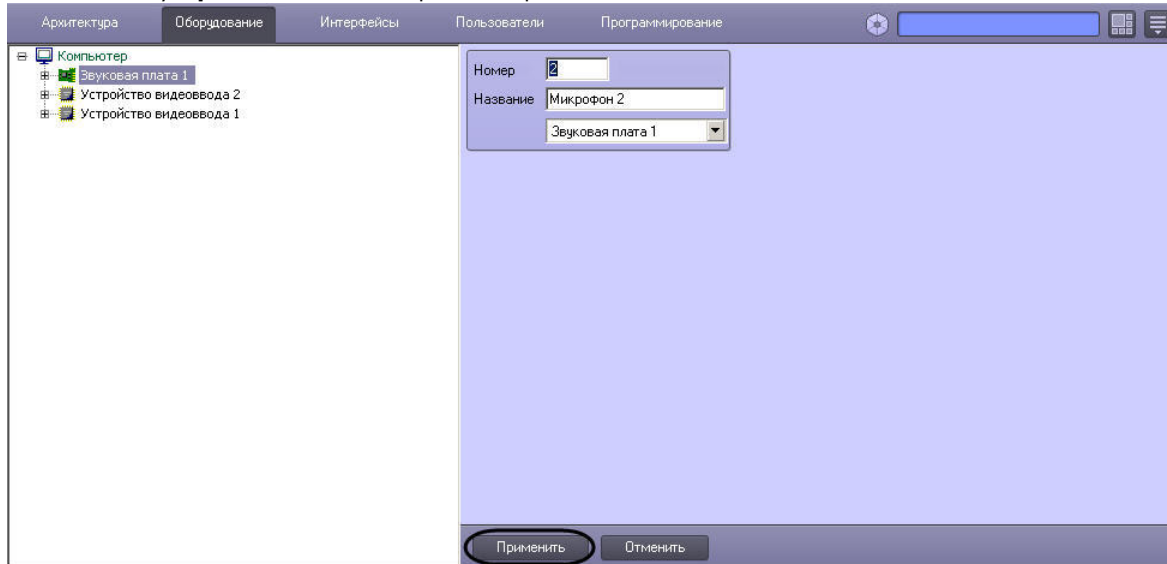 Архитектура Оборудование Интерфейсы Пользователи Программирование
Компьютер
Звуковая плата 1
Устройство видеоввода 2
Устройство видеоввода 1
Номер 2
Название Микрофон 2
Звуковая плата 1
Применить Отменить